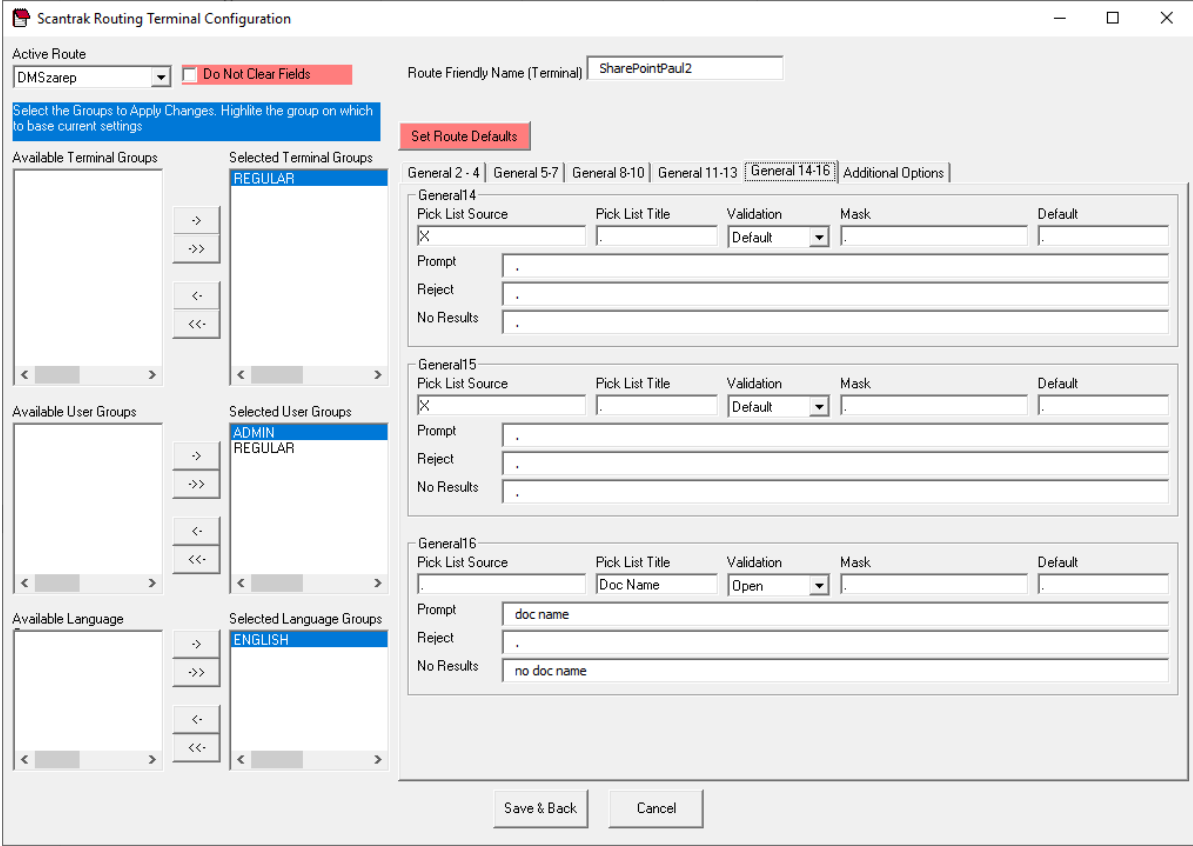 Scantrak Routing Terminal Configuration
Active Route
DMSzarep
Do Not Clear Fields
Route Friendly Name (Terminal)
SharePointPaul2
Select the Groups to Apply Changes. Highlite the group on which
to base current settings
Set Route Defaults
Available Terminal Groups
Selected Terminal Groups
REGULAR
->
->>
<-
<<-
Available User Groups
Selected User Groups
ADMIN
REGULAR
->
->>
<-
<<-
Available Language
Selected Language Groups
ENGLISH
->
->>
<-
<<-
General 2 - 4
General 5-7
General 8-10
General 11-13
General 14-16
Additional Options
General14
Pick List Source
Pick List Title
Validation
Mask
Default
X
.
Default
.
.
Prompt
.
Reject
.
No Results
.
General15
Pick List Source
Pick List Title
Validation
Mask
Default
X
.
Default
.
.
Prompt
.
Reject
.
No Results
.
General16
Pick List Source
Pick List Title
Validation
Mask
Default
.
Doc Name
Open
.
.
Prompt
doc name
Reject
.
No Results
no doc name
Save & Back
Cancel